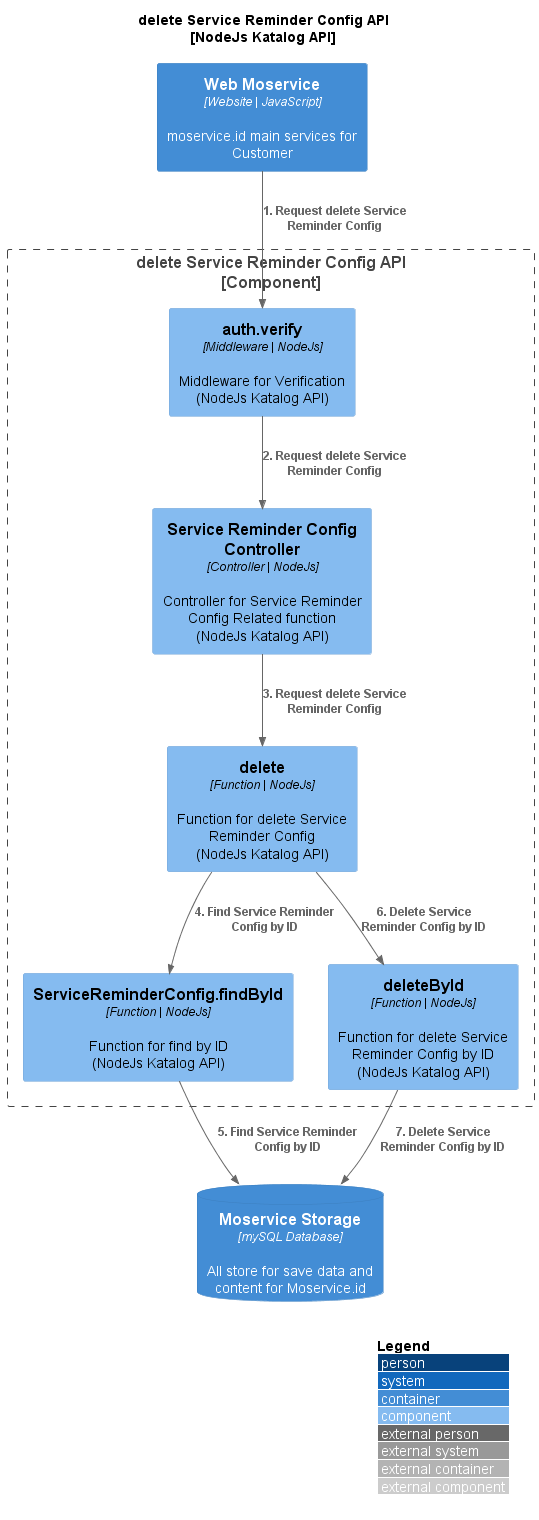 delete Service Reminder Config API
[NodeJs Katalog API]
Web Moservice
[Website | JavaScript]
moservice.id main services for
Customer
1. Request delete Service
Reminder Config
delete Service Reminder Config API
[Component]
auth.verify
[Middleware | NodeJs]
Middleware for Verification
(NodeJs Katalog API)
2. Request delete Service
Reminder Config
Service Reminder Config
Controller
[Controller | NodeJs]
Controller for Service Reminder
Config Related function
(NodeJs Katalog API)
3. Request delete Service
Reminder Config
delete
[Function | NodeJs]
Function for delete Service
Reminder Config
(NodeJs Katalog API)
4. Find Service Reminder
Config by ID
6. Delete Service
Reminder Config by ID
ServiceReminderConfig.findById
[Function | NodeJs]
Function for find by ID
(NodeJs Katalog API)
deleteById
[Function | NodeJs]
Function for delete Service
Reminder Config by ID
(NodeJs Katalog API)
5. Find Service Reminder
Config by ID
7. Delete Service
Reminder Config by ID
Moservice Storage
[mySQL Database]
All store for save data and
content for Moservice.id
Legend
person
system
container
component
external person
external system
external container
external component